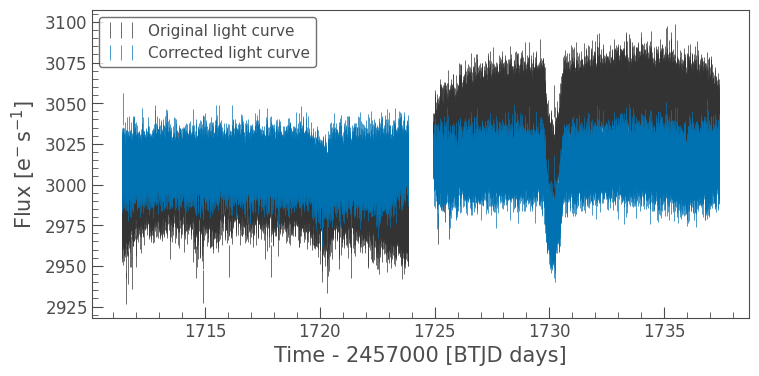 Original light curve
Corrected light curve
3100
3075
3050
3025
3000
2975
2950
2925
Flux [e⁻ s⁻¹]
1715 1720 1725 1730 1735
Time - 2457000 [BTJD days]